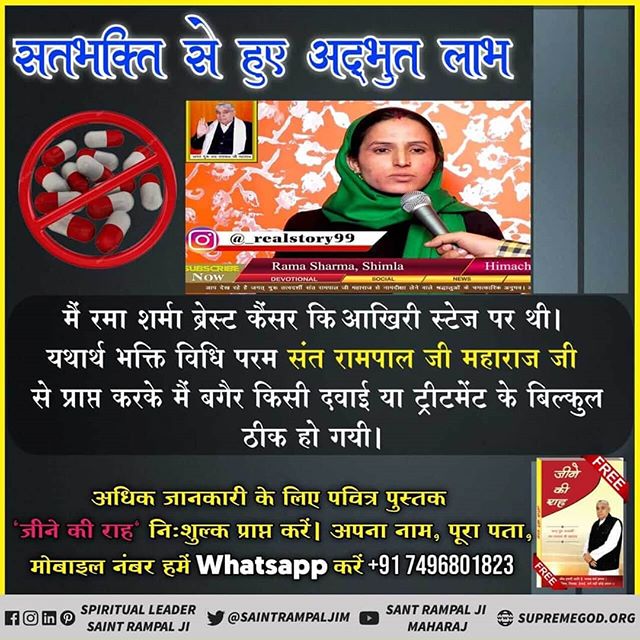 सतभक्ति से हुए अद्भुत लाभ
@_realstory99
SUBSCRIBE
Now
Rama Sharma, Shimla
Himach
DEVOTIONAL SOCIAL NEWS
मैं रमा शर्मा ब्रेस्ट कैंसर कि आखिरी स्टेज पर थी।
यथार्थ भक्ति विधि परम संत रामपाल जी महाराज जी
से प्राप्त करके मैं बगैर किसी दवाई या ट्रीटमेंट के बिल्कुल
ठीक हो गयी।
अधिक जानकारी के लिए पवित्र पुस्तक
'जीने की राह' निःशुल्क प्राप्त करें। अपना नाम, पूरा पता,
मोबाइल नंबर हमें Whatsapp करें +91 7496801823
FREE
जीने
की
राह
FREE
SPIRITUAL LEADER
SAINT RAMPAL JI
@SAINTRAMPALJIM
SANT RAMPAL JI
MAHARAJ
SUPREMEGOD.ORG